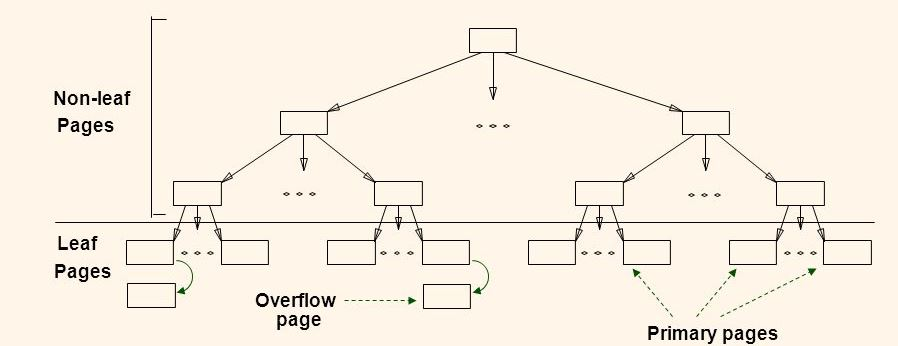 Non-leaf
Pages
Leaf
Pages
Overflow
page
Primary pages